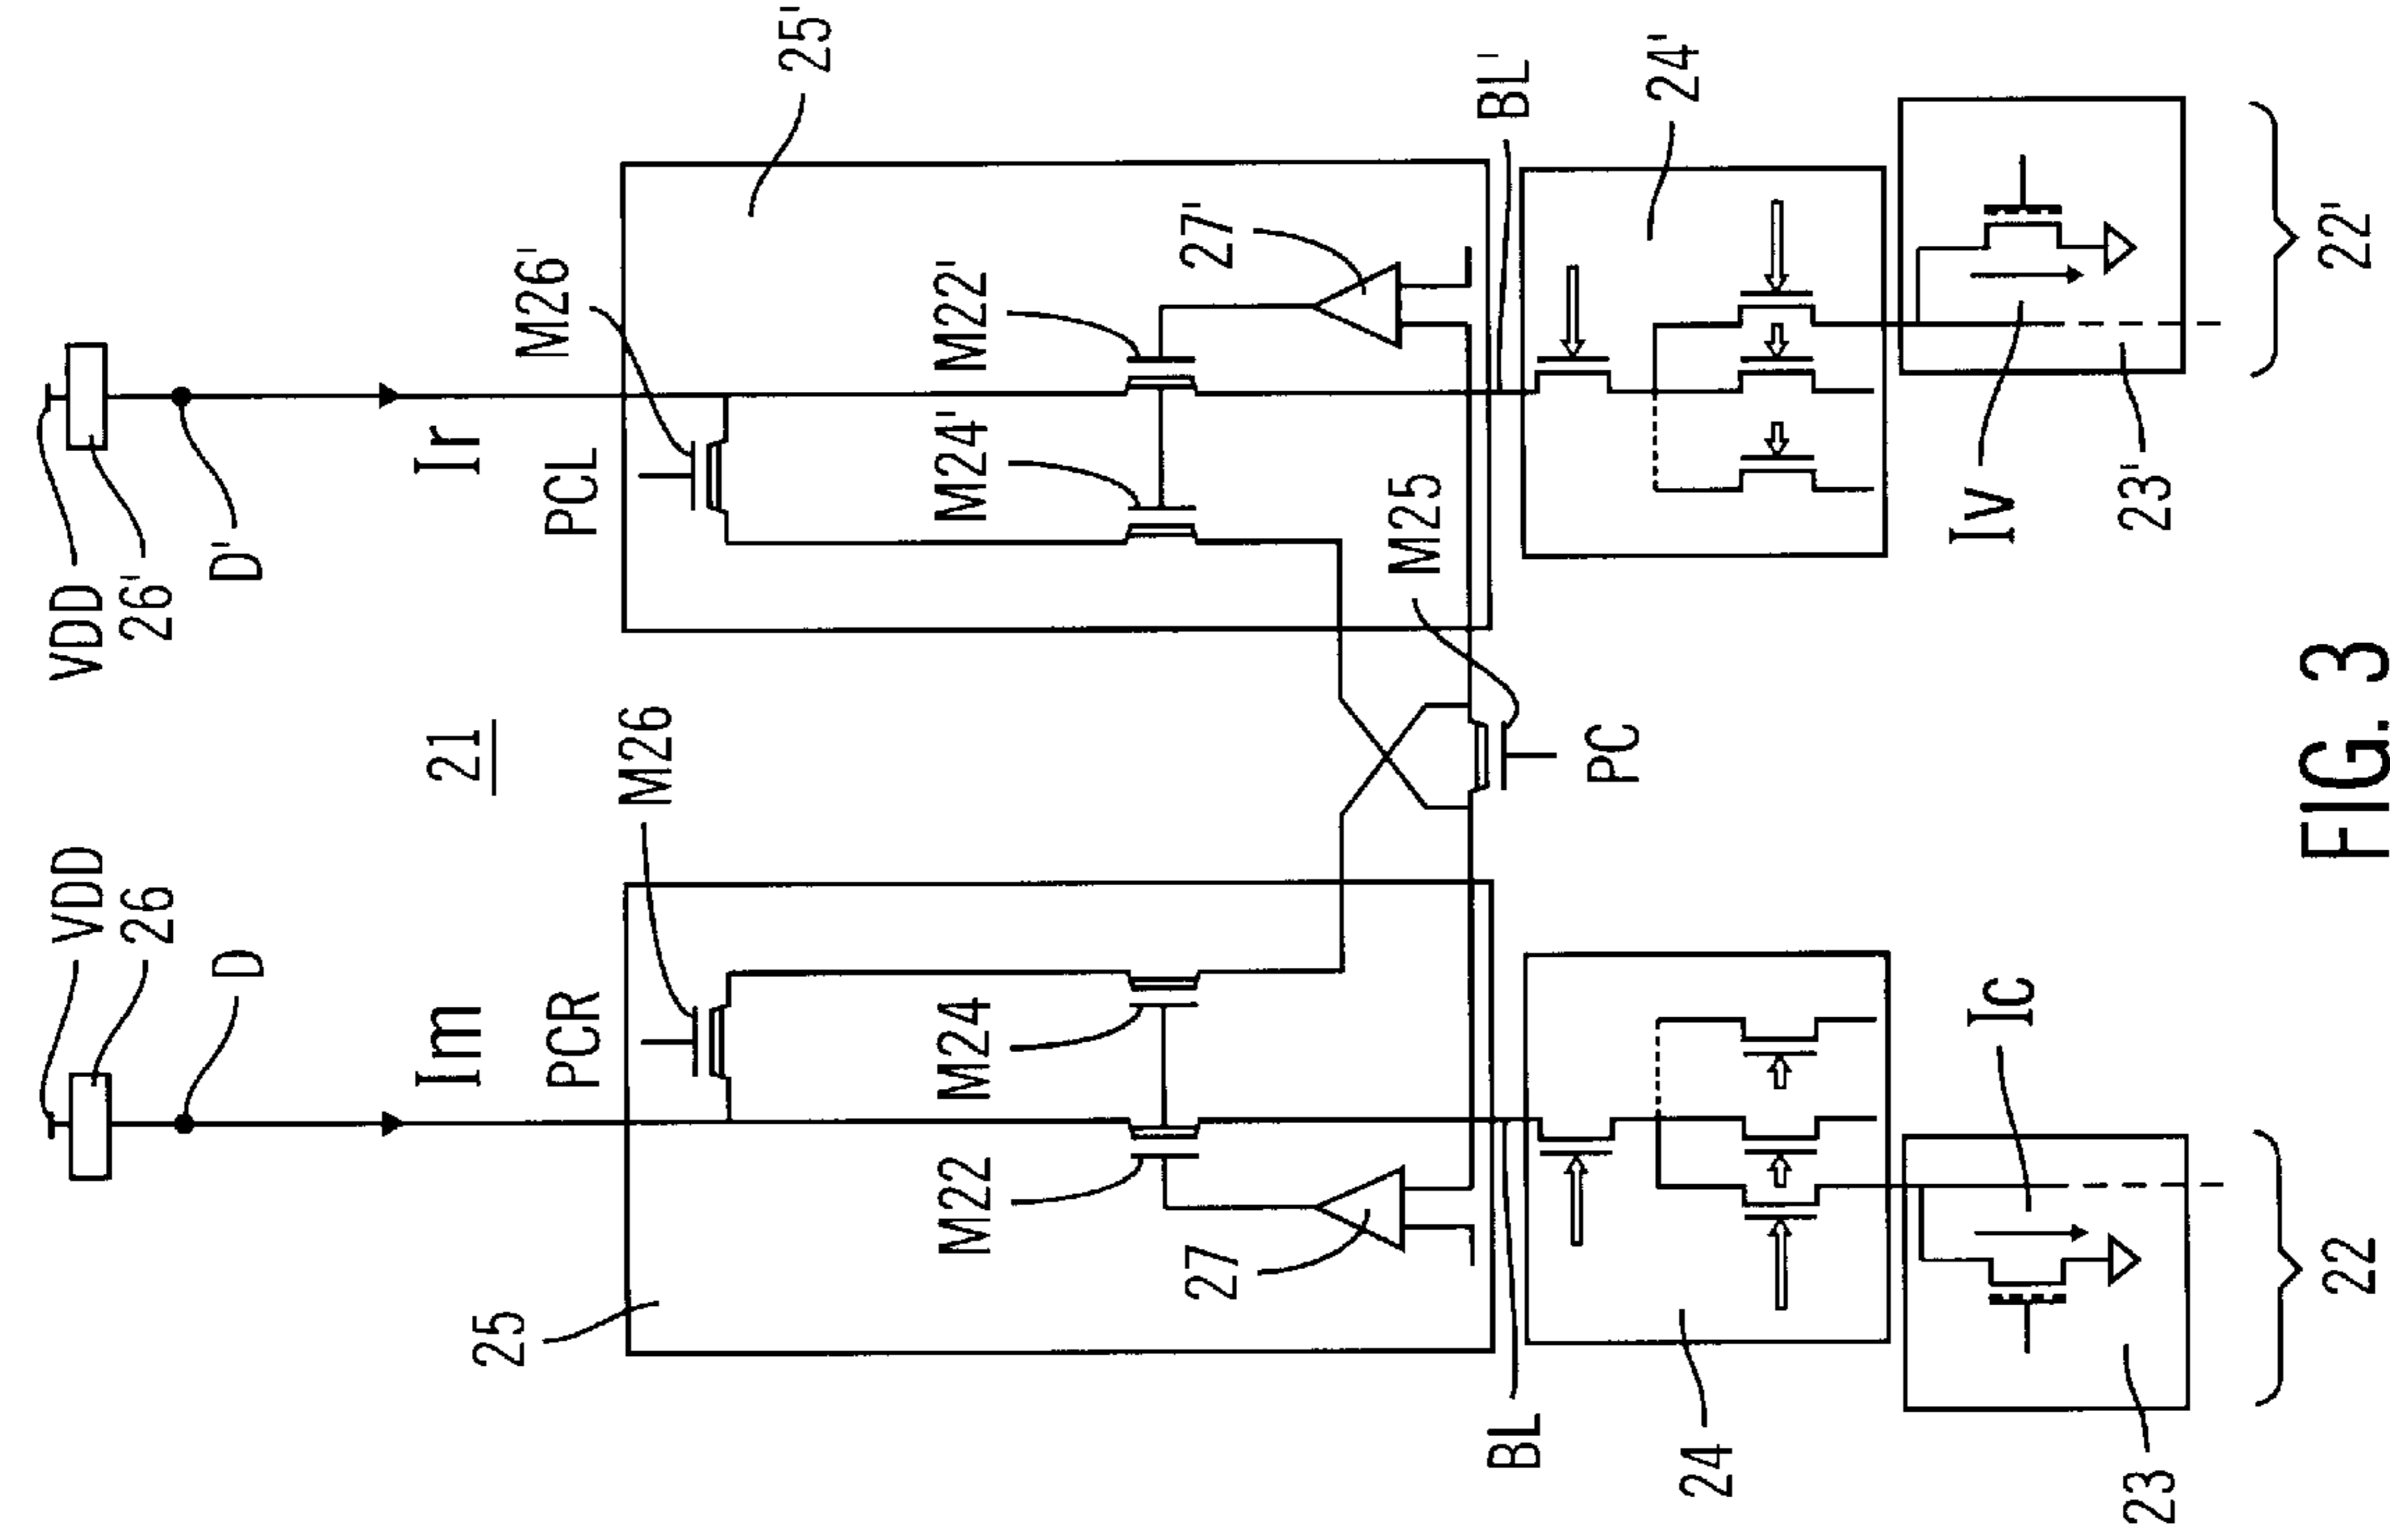 VDD
VDD
26
26'
D
D'
Im
Ir
21
PCR
PCL
M26
M26'
25
25'
M22
M24
M24'
M22'
27
27'
M25
PC
BL
BL'
24
24'
Ic
Iv
23
23'
22
22'
FIG. 3